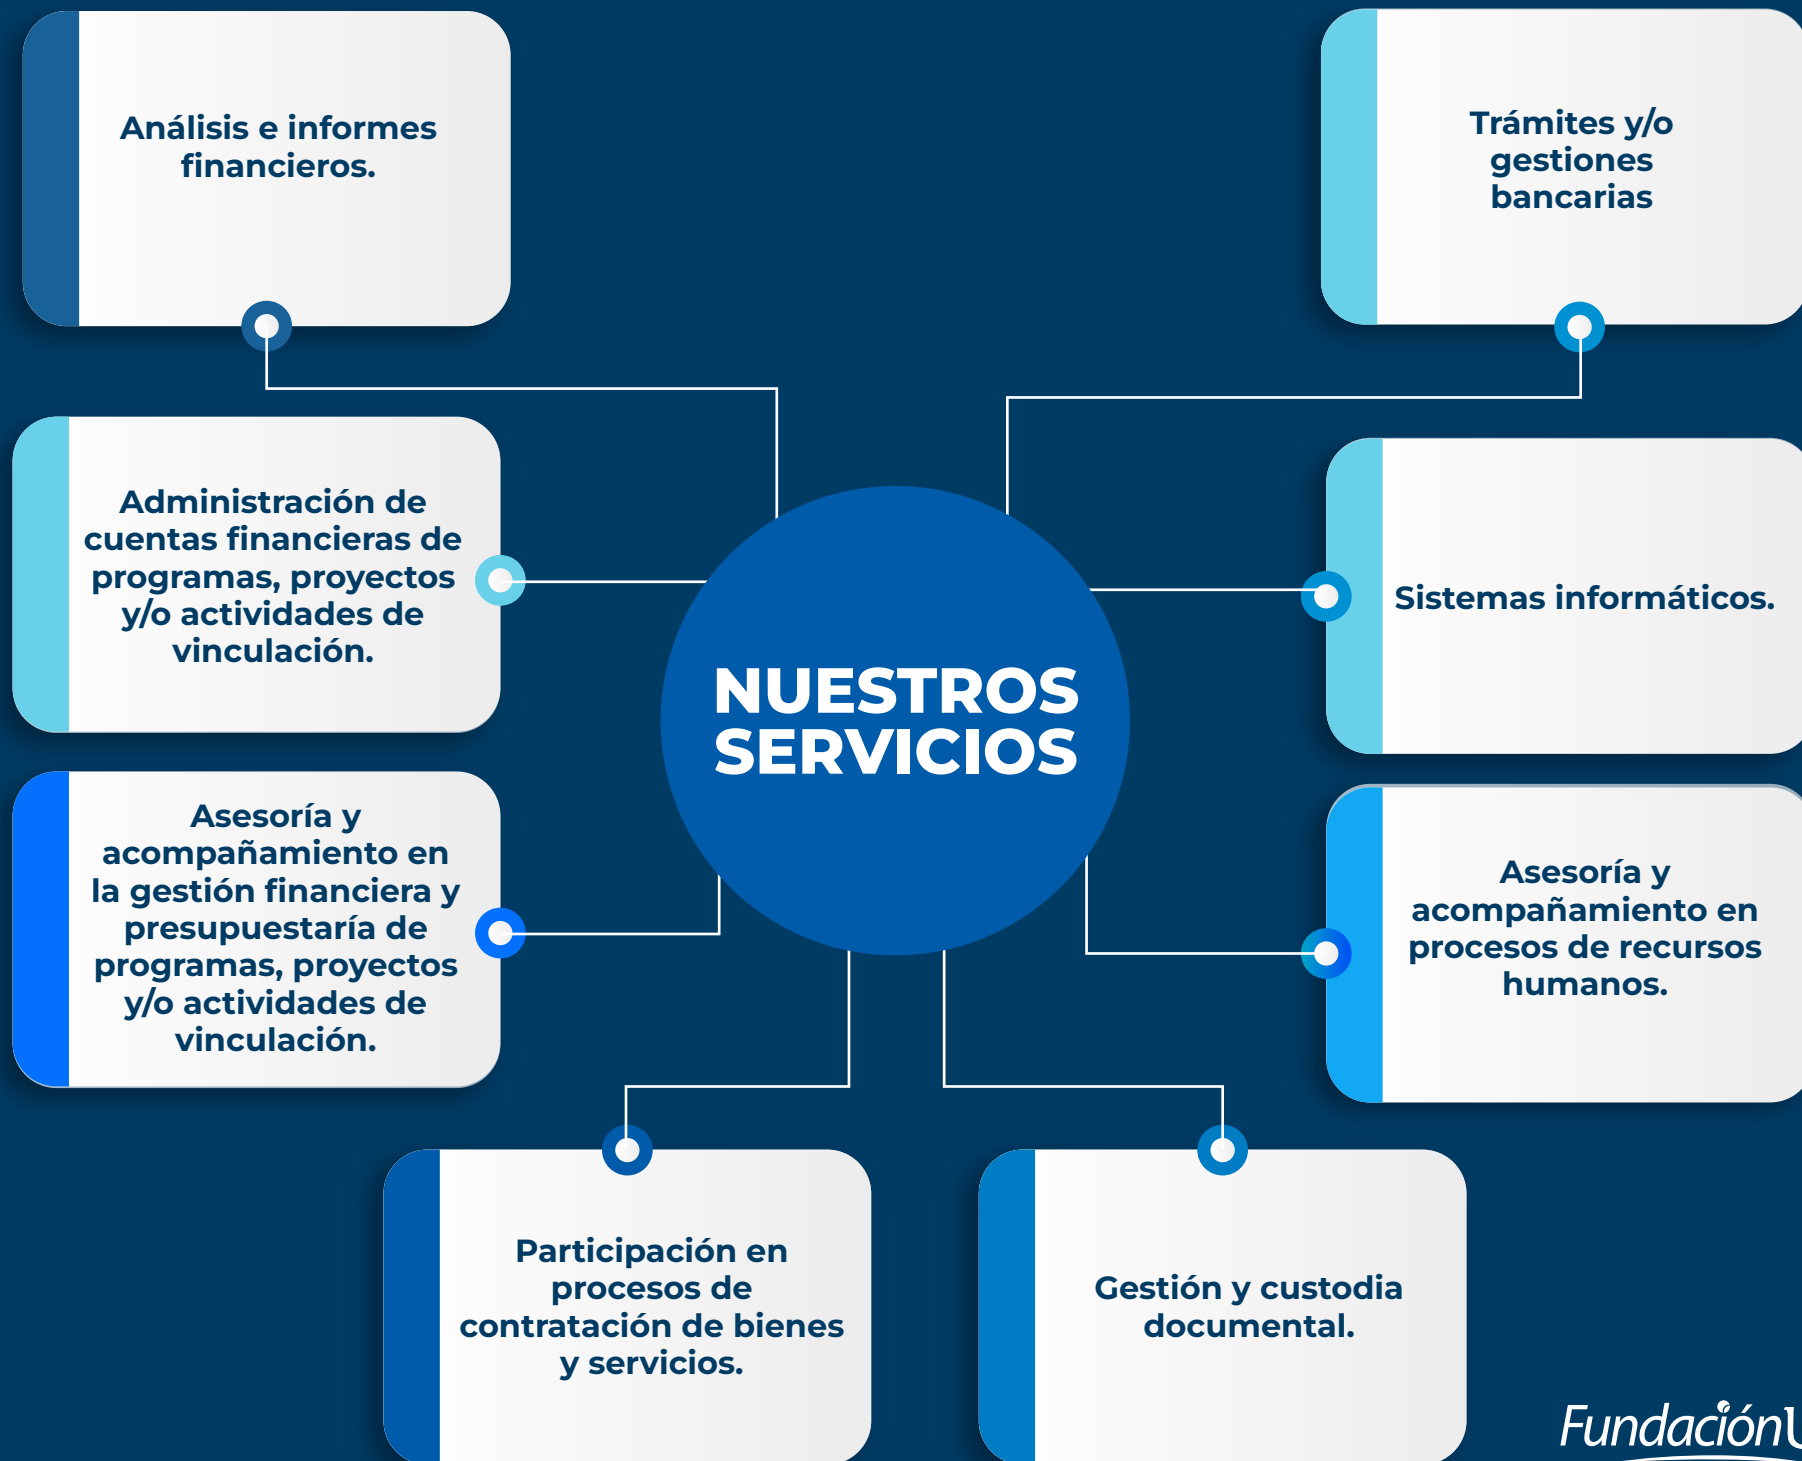 Análisis e informes
financieros.
Trámites y/o
gestiones
bancarias
Administración de
cuentas financieras de
programas, proyectos
y/o actividades de
vinculación.
Sistemas informáticos.
NUESTROS
SERVICIOS
Asesoría y
acompañamiento en
la gestión financiera y
presupuestaría de
programas, proyectos
y/o actividades de
vinculación.
Asesoría y
acompañamiento en
procesos de recursos
humanos.
Participación en
procesos de
contratación de bienes
y servicios.
Gestión y custodia
documental.
FundaciónU